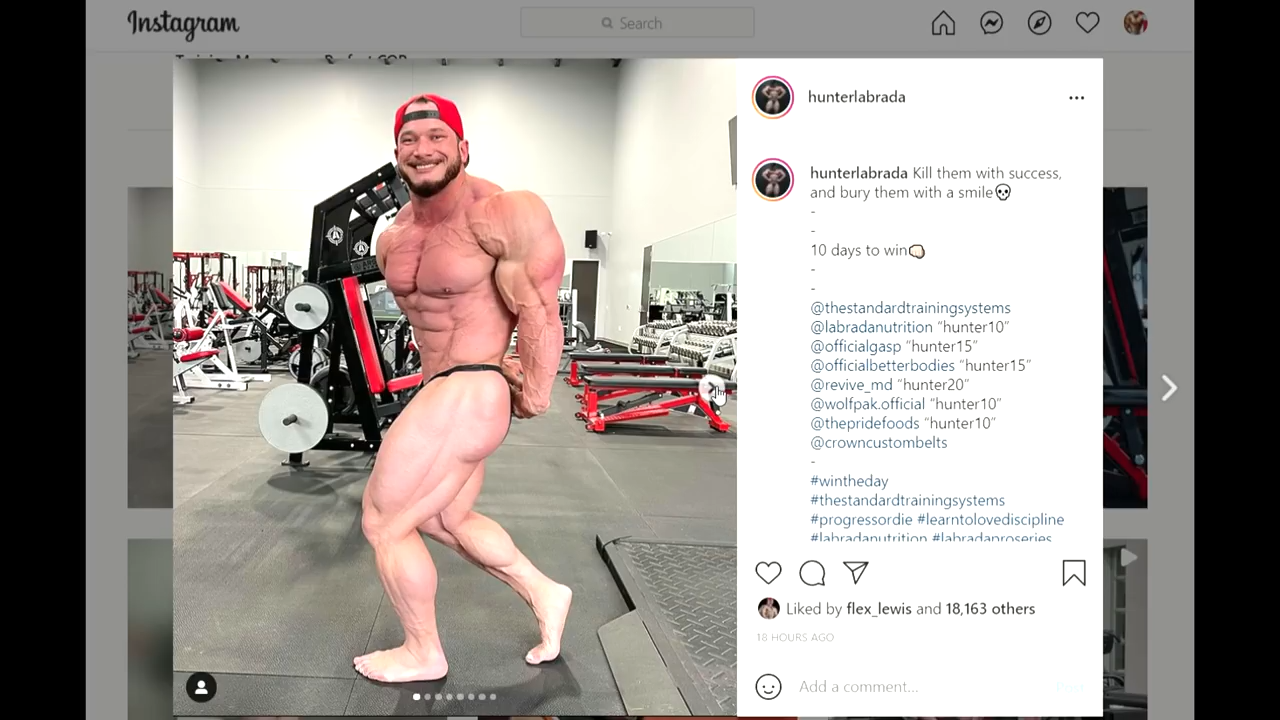 Instagram
Search
hunterlabrada
hunterlabrada Kill them with success,
and bury them with a smile💀
-
-
10 days to win👊🏻
-
-
@thestandardtrainingsystems
@labradanutrition “hunter10”
@officialgasp “hunter15”
@officialbetterbodies “hunter15”
@revive_md “hunter20”
@wolfpak.official “hunter10”
@thepridefoods “hunter10”
@crowncustombelts
-
#wintheday
#thestandardtrainingsystems
#progressordie #learntolovediscipline
#labradanutrition #labradaproseries
Liked by flex_lewis and 18,163 others
18 HOURS AGO
Add a comment...